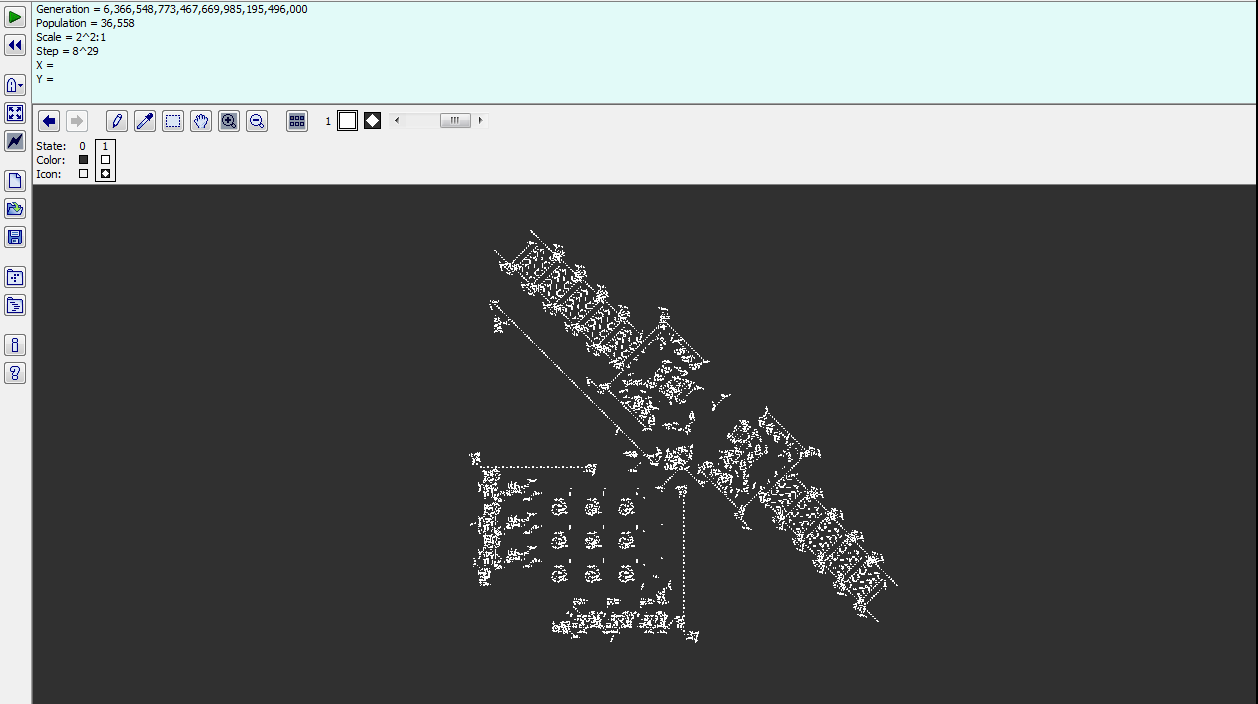 Generation = 6,366,548,773,467,669,985,195,496,000
Population = 36,558
Scale = 2^2:1
Step = 8^29
X =
Y =
1
State: 0 1
Color:
Icon: